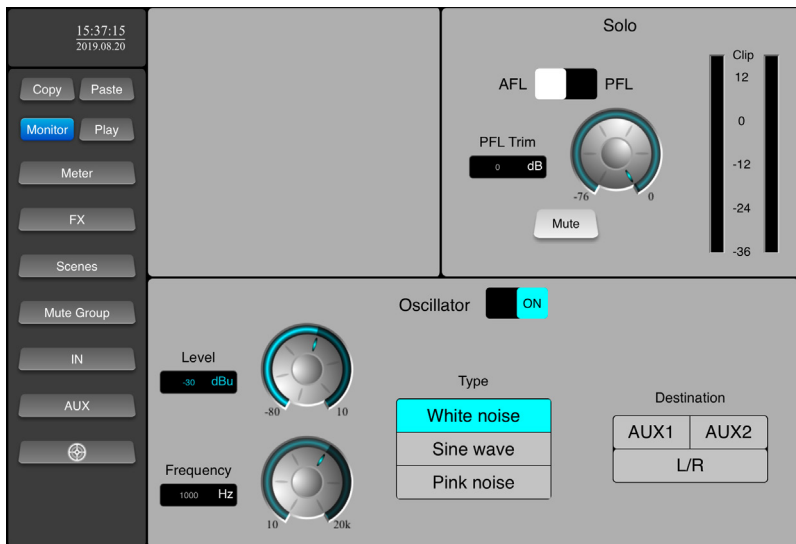 15:37:15
2019.08.20
Copy Paste
Monitor Play
Meter
FX
Scenes
Mute Group
IN
AUX
Solo
AFL PFL
PFL Trim
0 dB
-76 0
Mute
Clip
12
0
-12
-24
-36
Oscillator ON
Level
-30 dBu
-80 10
Frequency
1000 Hz
10 20k
Type
White noise
Sine wave
Pink noise
Destination
AUX1 AUX2
L/R